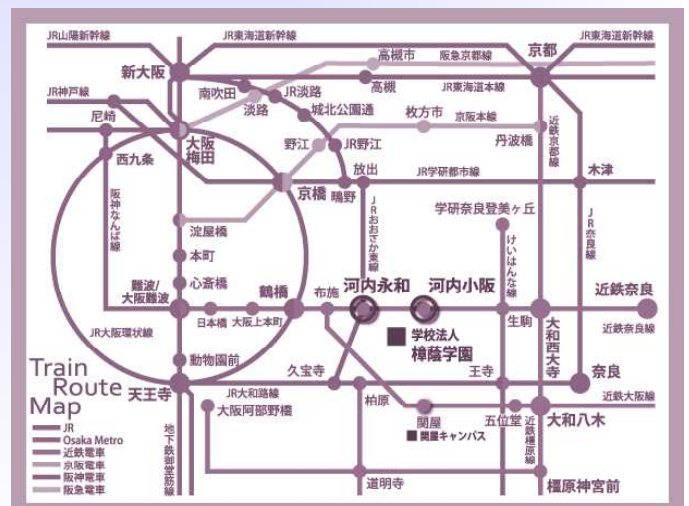 JR山陽新幹線
JR東海道新幹線
JR東海道新幹線
京都
高槻市
阪急京都線
新大阪
高槻
JR東海道本線
南吹田
JR淡路
淡路
城北公園通
JR神戸線
尼崎
大阪
梅田
西九条
野江
JR野江
枚方市
京阪本線
丹波橋
近鉄京都線
京橋
鴫野
放出
JR学研都市線
木津
阪神なんば線
淀屋橋
本町
心斎橋
JRおおさか東線
学研奈良登美ヶ丘
けいはんな線
JR奈良線
難波/
大阪難波
日本橋
大阪上本町
鶴橋
布施
河内永和
河内小阪
生駒
大和西大寺
近鉄奈良
近鉄奈良線
JR大阪環状線
学校法人
樟蔭学園
動物園前
天王寺
久宝寺
王寺
奈良
JR大和路線
大阪阿部野橋
柏原
関屋
関屋キャンパス
五位堂
近鉄大阪線
大和八木
近鉄橿原線
地下鉄御堂筋線
道明寺
橿原神宮前
Train
Route
Map
JR
Osaka Metro
近鉄電車
京阪電車
阪神電車
阪急電車